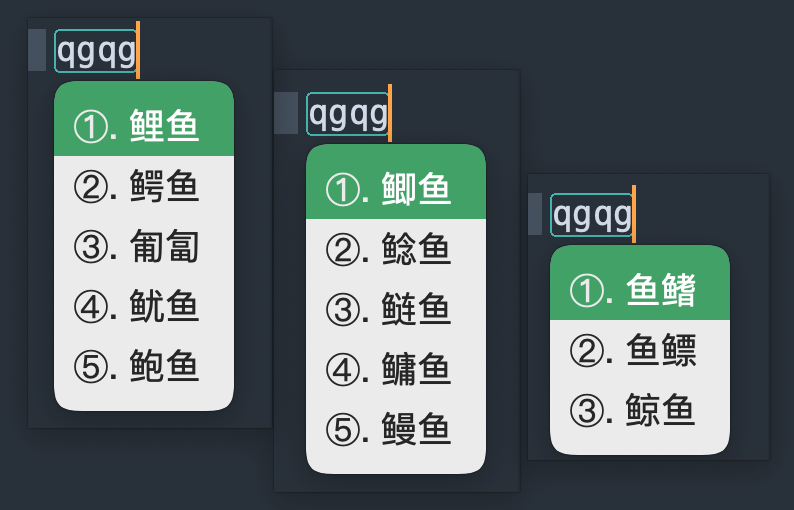 qgqg
①. 鲤鱼
②. 鳄鱼
③. 匍匐
④. 鱿鱼
⑤. 鲍鱼
qgqg
①. 鲫鱼
②. 鲶鱼
③. 鲢鱼
④. 鳙鱼
⑤. 鳗鱼
qgqg
①. 鱼鳍
②. 鱼鳔
③. 鲸鱼